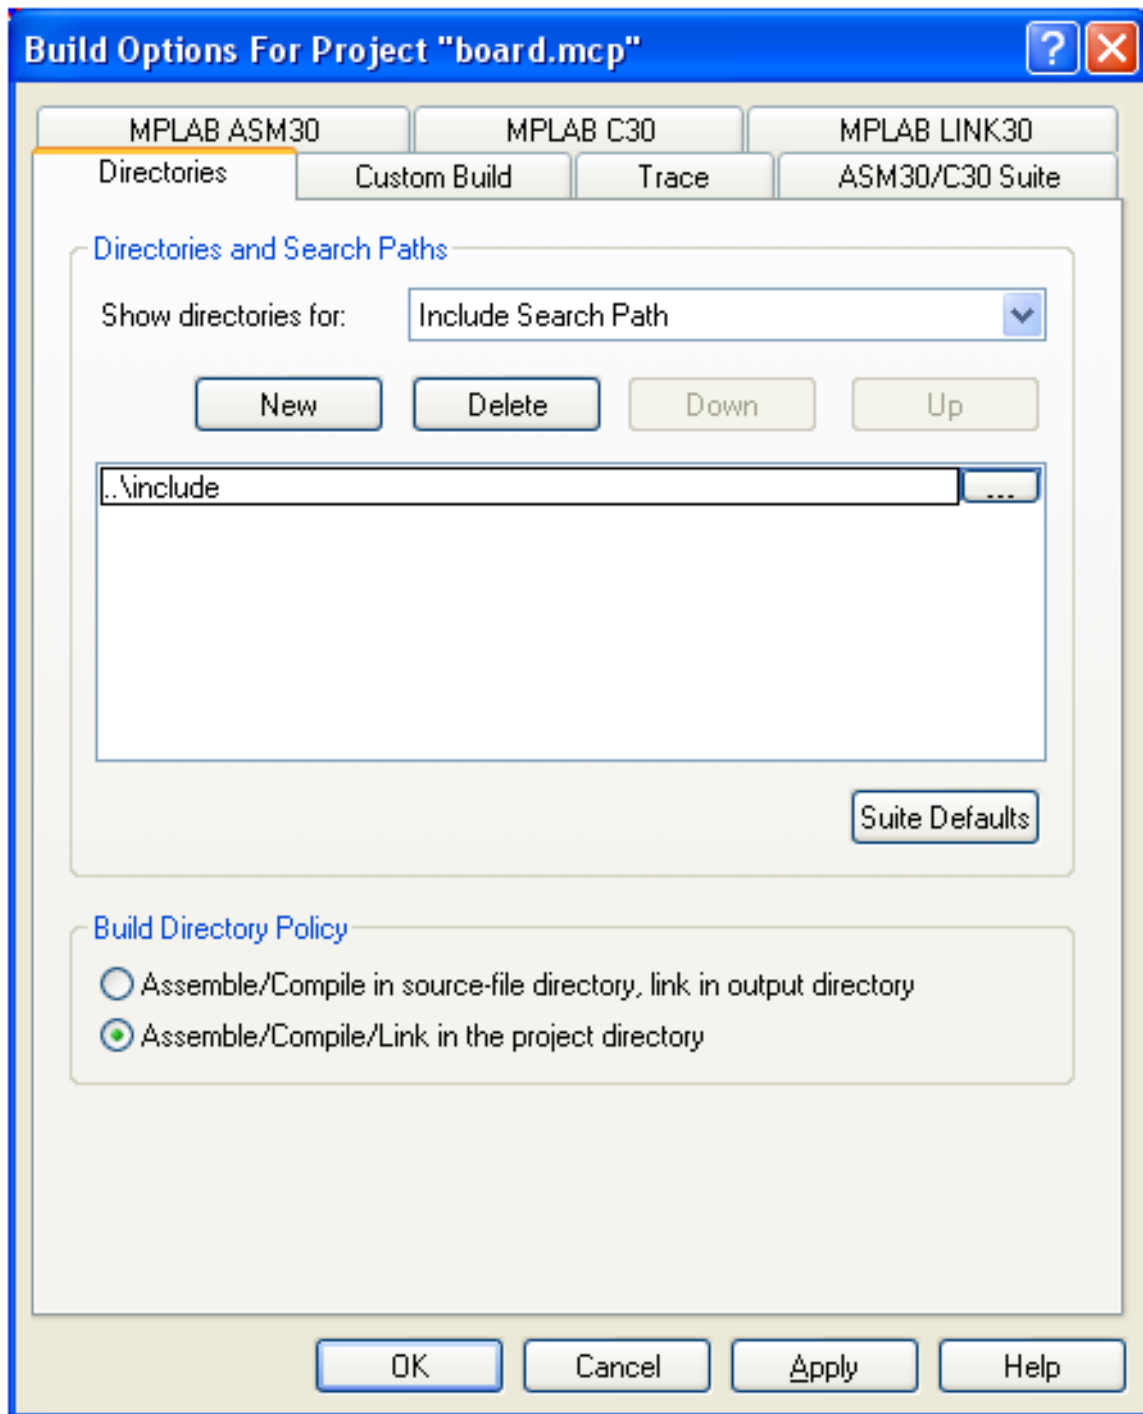 Build Options For Project "board.mcp"
MPLAB ASM30 MPLAB C30 MPLAB LINK30
Directories Custom Build Trace ASM30/C30 Suite
Directories and Search Paths
Show directories for: Include Search Path
New Delete Down Up
..\include ...
Suite Defaults
Build Directory Policy
Assemble/Compile in source-file directory, link in output directory
Assemble/Compile/Link in the project directory
OK Cancel Apply Help